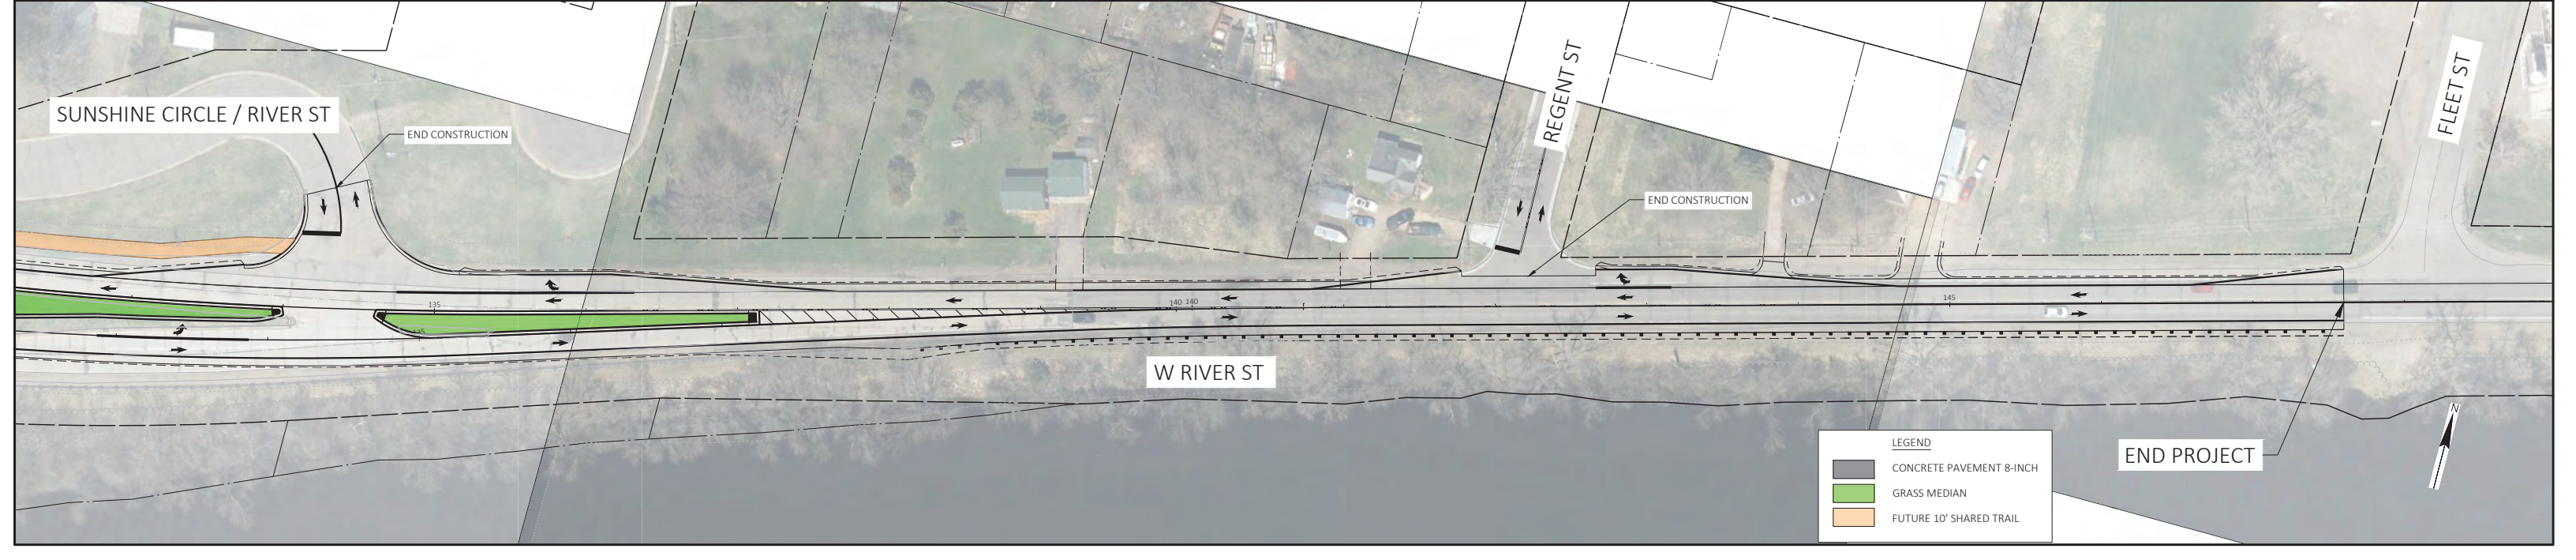 SUNSHINE CIRCLE / RIVER ST
END CONSTRUCTION
REGENT ST
END CONSTRUCTION
FLEET ST
135
135
140 140
145
W RIVER ST
END PROJECT
N
LEGEND
CONCRETE PAVEMENT 8-INCH
GRASS MEDIAN
FUTURE 10' SHARED TRAIL